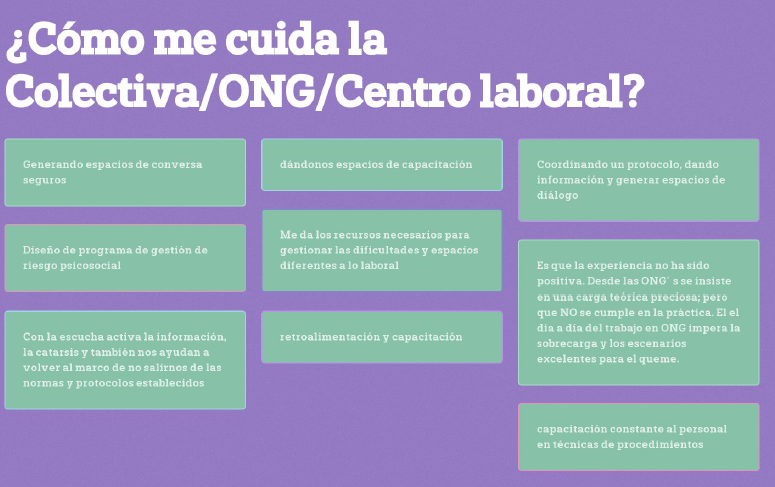 ¿Cómo me cuida la
Colectiva/ONG/Centro laboral?
Generando espacios de conversa
seguros
Diseño de programa de gestión de
riesgo psicosocial
Con la escucha activa la información,
la catarsis y también nos ayudan a
volver al marco de no salirnos de las
normas y protocolos establecidos
dándonos espacios de capacitación
Me da los recursos necesarios para
gestionar las dificultades y espacios
diferentes a lo laboral
retroalimentación y capacitación
Coordinando un protocolo, dando
información y generar espacios de
diálogo
Es que la experiencia no ha sido
positiva. Desde las ONG´s se insiste
en una carga teórica preciosa; pero
que NO se cumple en la práctica. El el
día a día del trabajo en ONG impera la
sobrecarga y los escenarios
excelentes para el queme.
capacitación constante al personal
en técnicas de procedimientos